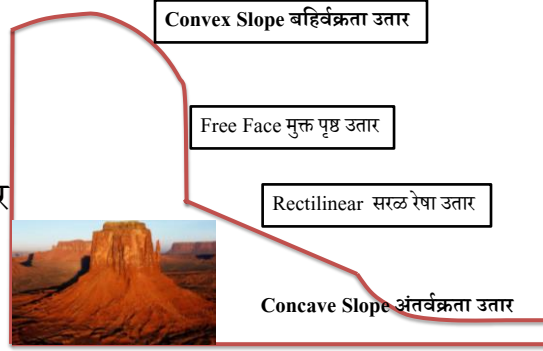 Convex Slope बहिर्वक्रता उतार
Free Face मुक्त पृष्ठ उतार
र
Rectilinear सरळ रेषा उतार
Concave Slope अंतर्वक्रता उतार